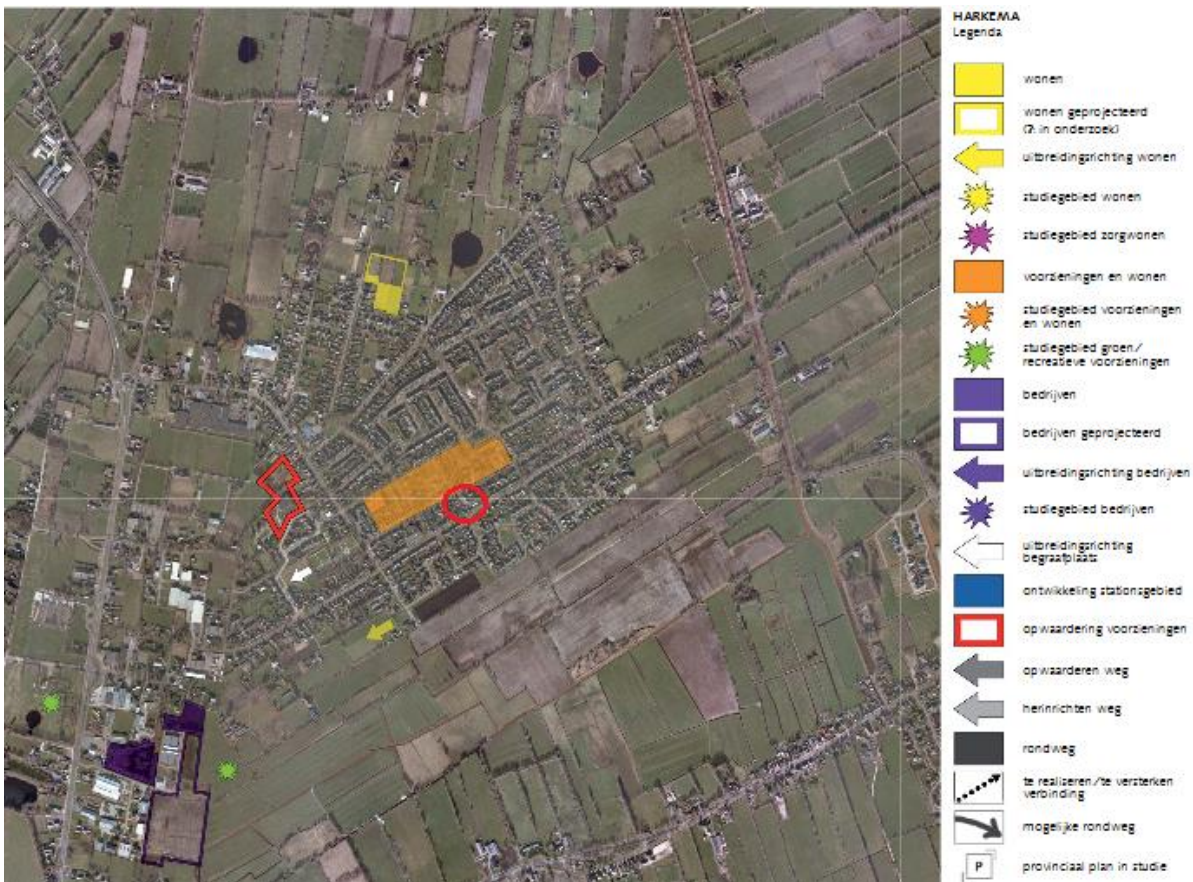 HARKEMA
Legenda
wonen
wonen geprojecteerd
(?: in onderzoek)
uitbreidingsrichting wonen
studiegebied wonen
studiegebied zorgwonen
voorzieningen en wonen
studiegebied voorzieningen
en wonen
studiegebied groen/
recreatieve voorzieningen
bedrijven
bedrijven geprojecteerd
uitbreidingsrichting bedrijven
studiegebied bedrijven
uitbreidingsrichting
begraafplaats
ontwikkeling stationsgebied
opwaardering voorzieningen
opwaarderen weg
herinrichten weg
rondweg
te realiseren/te versterken
verbinding
mogelijke rondweg
P
provinciaal plan in studie